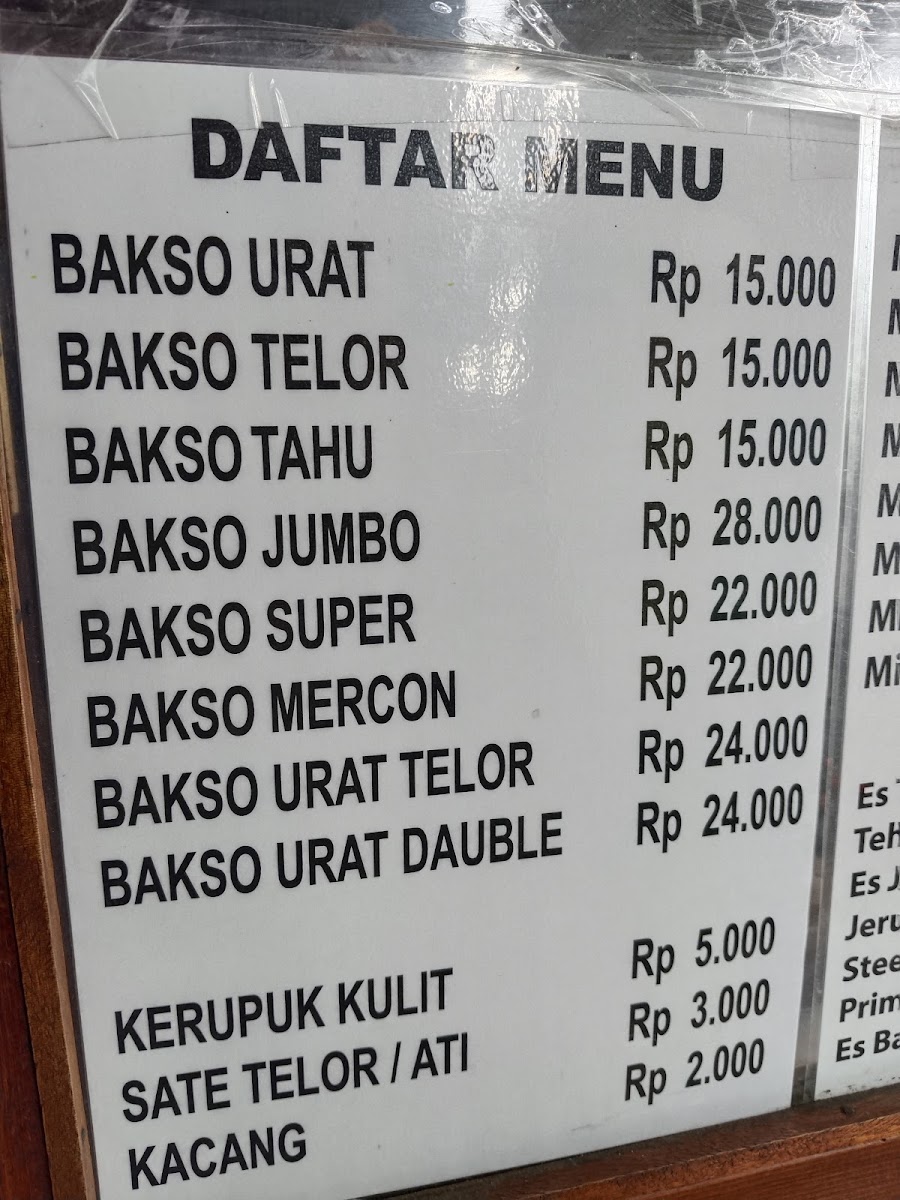 DAFTAR MENU
BAKSO URAT Rp 15.000
BAKSO TELOR Rp 15.000
BAKSO TAHU Rp 15.000
BAKSO JUMBO Rp 28.000
BAKSO SUPER Rp 22.000
BAKSO MERCON Rp 22.000
BAKSO URAT TELOR Rp 24.000
BAKSO URAT DAUBLE Rp 24.000
KERUPUK KULIT Rp 5.000
SATE TELOR / ATI Rp 3.000
KACANG Rp 2.000
Es
Es